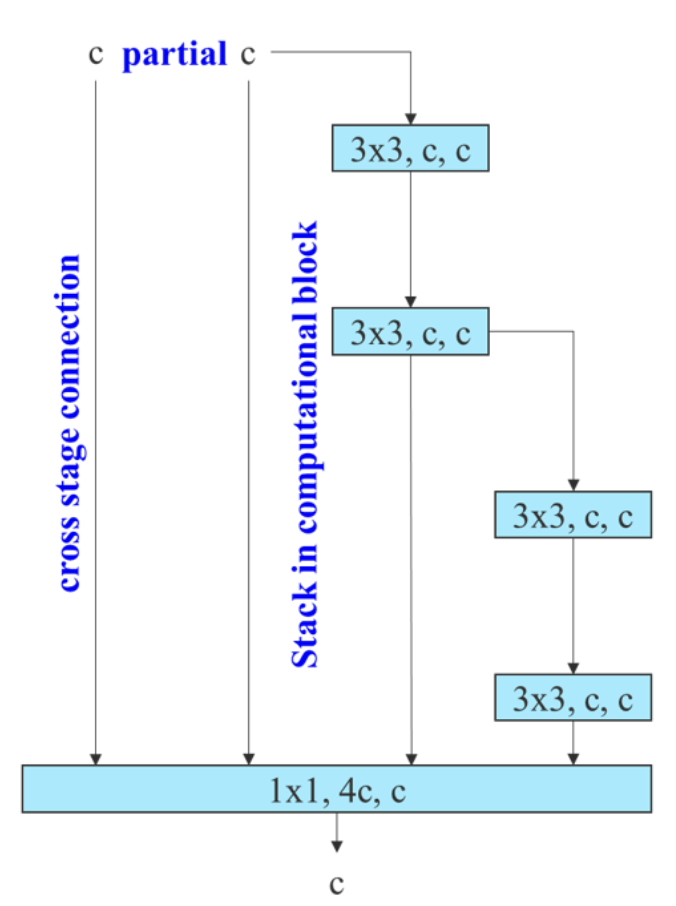 c partial c
3x3, c, c
cross stage connection
Stack in computational block
3x3, c, c
3x3, c, c
3x3, c, c
1x1, 4c, c
c